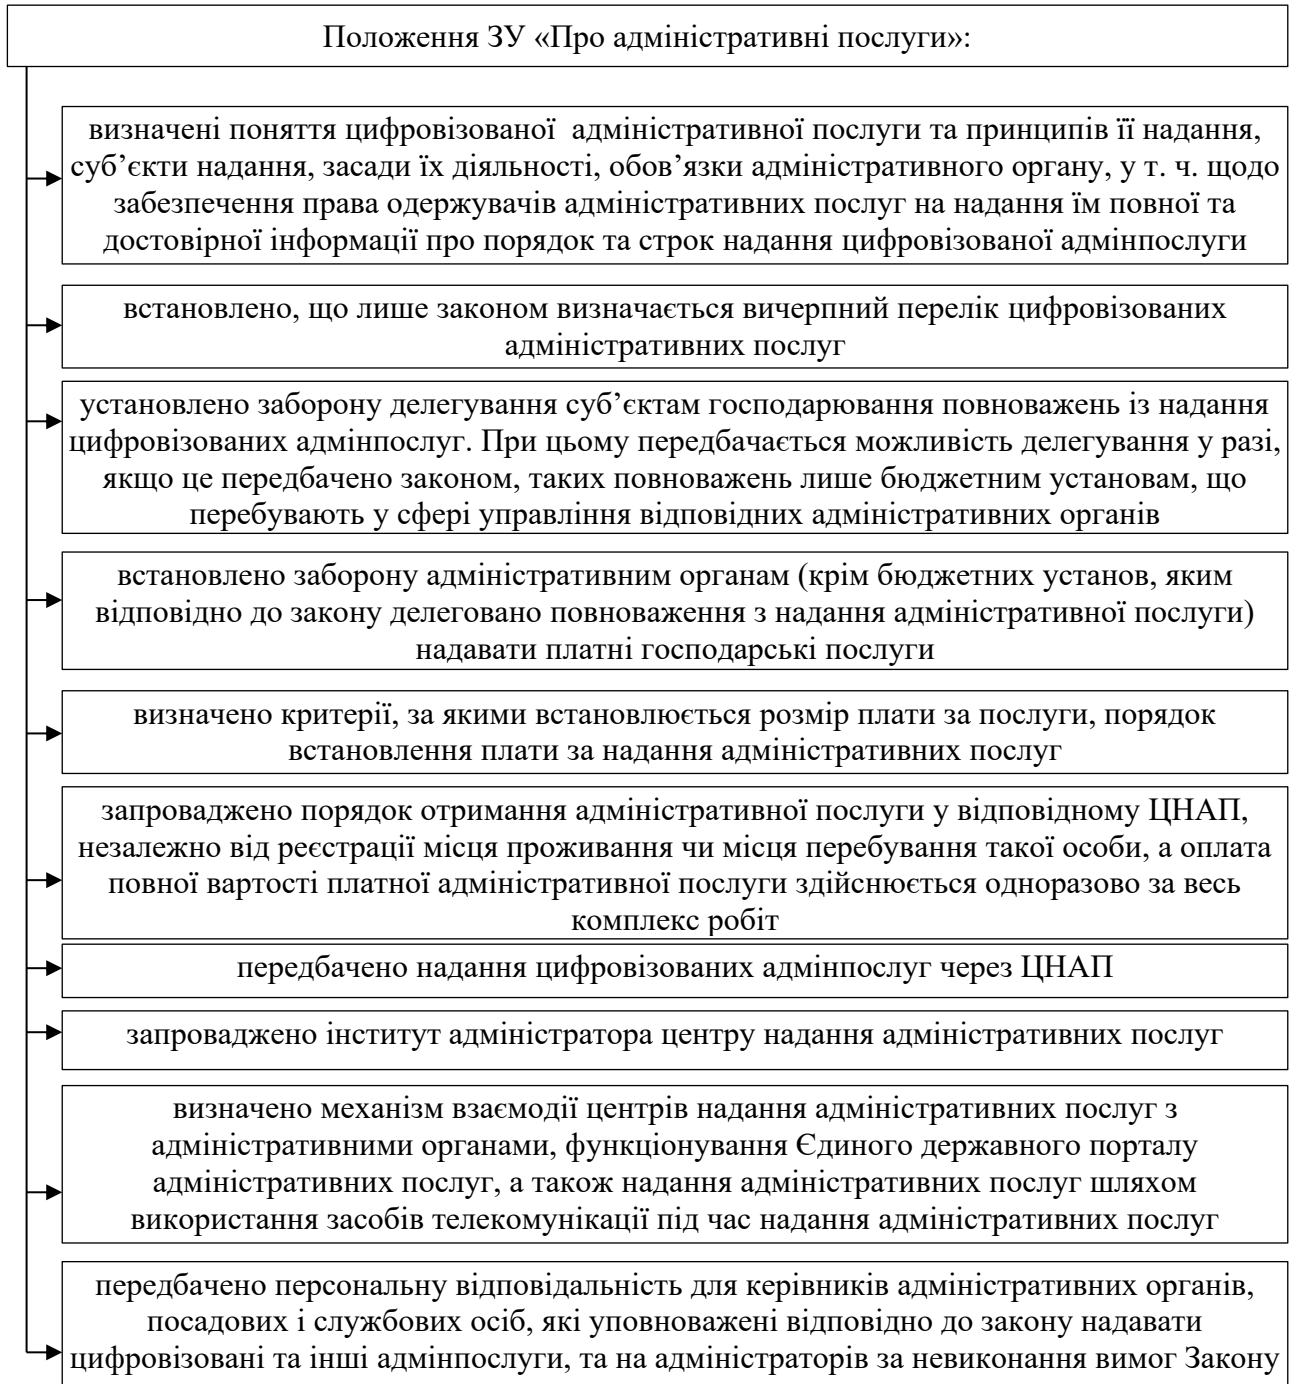 Положення ЗУ «Про адміністративні послуги»:
визначені поняття цифровізованої адміністративної послуги та принципів її надання,
суб’єкти надання, засади їх діяльності, обов’язки адміністративного органу, у т. ч. щодо
забезпечення права одержувачів адміністративних послуг на надання їм повної та
достовірної інформації про порядок та строк надання цифровізованої адмінпослуги
встановлено, що лише законом визначається вичерпний перелік цифровізованих
адміністративних послуг
установлено заборону делегування суб’єктам господарювання повноважень із надання
цифровізованих адмінпослуг. При цьому передбачається можливість делегування у разі,
якщо це передбачено законом, таких повноважень лише бюджетним установам, що
перебувають у сфері управління відповідних адміністративних органів
встановлено заборону адміністративним органам (крім бюджетних установ, яким
відповідно до закону делеговано повноваження з надання адміністративної послуги)
надавати платні господарські послуги
визначено критерії, за якими встановлюється розмір плати за послуги, порядок
встановлення плати за надання адміністративних послуг
запроваджено порядок отримання адміністративної послуги у відповідному ЦНАП,
незалежно від реєстрації місця проживання чи місця перебування такої особи, а оплата
повної вартості платної адміністративної послуги здійснюється одноразово за весь
комплекс робіт
передбачено надання цифровізованих адмінпослуг через ЦНАП
запроваджено інститут адміністратора центру надання адміністративних послуг
визначено механізм взаємодії центрів надання адміністративних послуг з
адміністративними органами, функціонування Єдиного державного порталу
адміністративних послуг, а також надання адміністративних послуг шляхом
використання засобів телекомунікації під час надання адміністративних послуг
передбачено персональну відповідальність для керівників адміністративних органів,
посадових і службових осіб, які уповноважені відповідно до закону надавати
цифровізовані та інші адмінпослуги, та на адміністраторів за невиконання вимог Закону